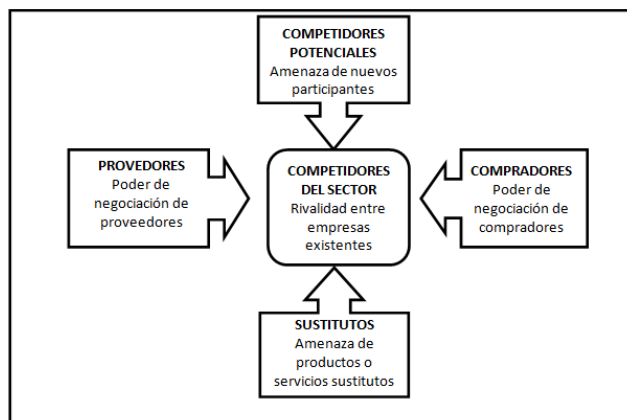 COMPETIDORES
POTENCIALES
Amenaza de nuevos
participantes
PROVEDORES
Poder de
negociación de
proveedores
COMPETIDORES
DEL SECTOR
Rivalidad entre
empresas
existentes
COMPRADORES
Poder de
negociación de
compradores
SUSTITUTOS
Amenaza de
productos o
servicios sustitutos